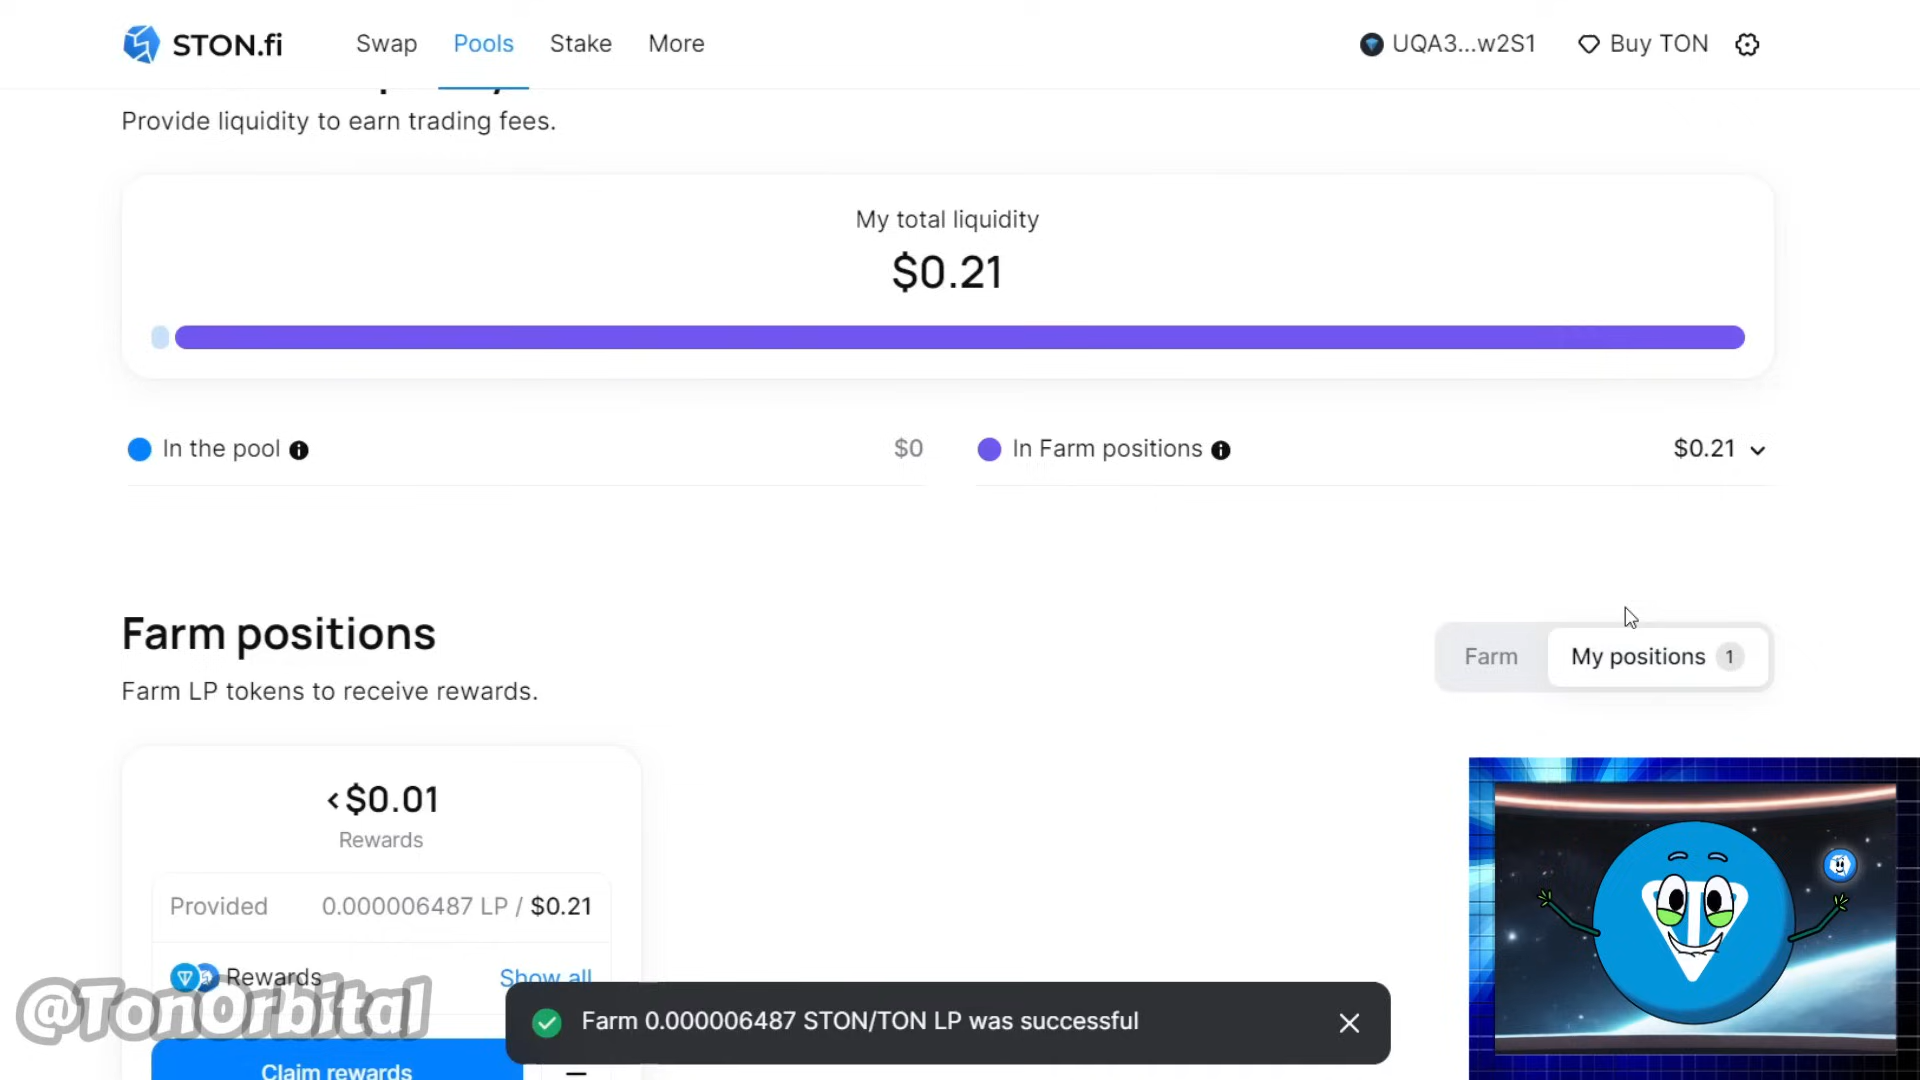 STON.fi
Swap
Pools
Stake
More
UQA3...w2S1
Buy TON
Provide liquidity to earn trading fees.
My total liquidity
$0.21
In the pool
$0
In Farm positions
$0.21
Farm positions
Farm
My positions 1
Farm LP tokens to receive rewards.
<$0.01
Rewards
Provided 0.000006487 LP / $0.21
Rewards
Show all
@TonOrbital
Farm 0.000006487 STON/TON LP was successful
Claim rewards